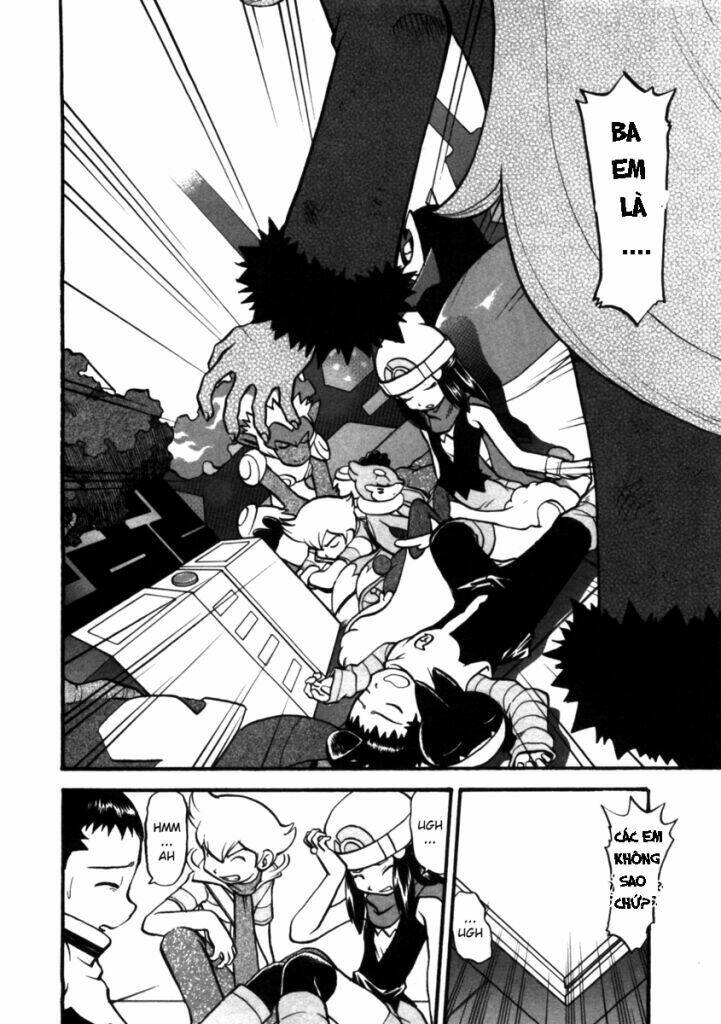 BA
EM
LÀ
....
HMM
...
AH
UGH
...
...
UGH
CÁC EM
KHÔNG
SAO
CHỨ?